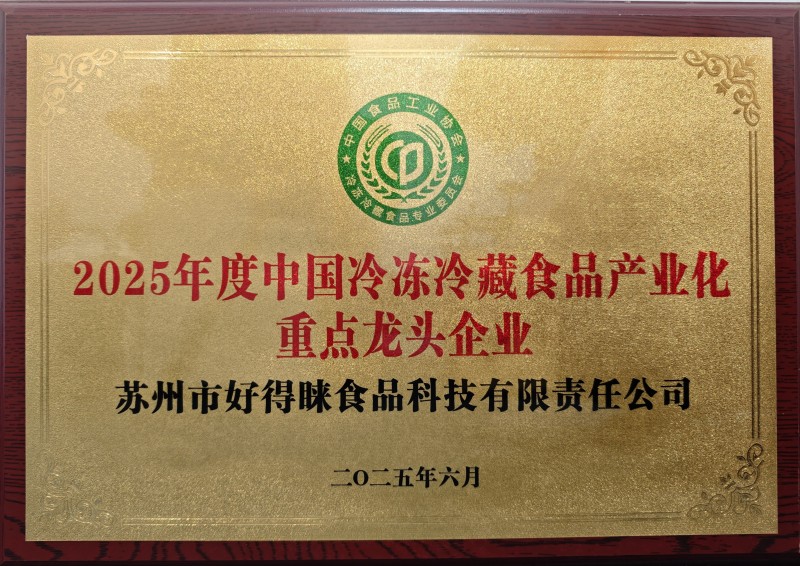 中国食品工业协会
冷冻冷藏食品专业委员会
2025年度中国冷冻冷藏食品产业化
重点龙头企业
苏州市好得睐食品科技有限责任公司
二〇二五年六月